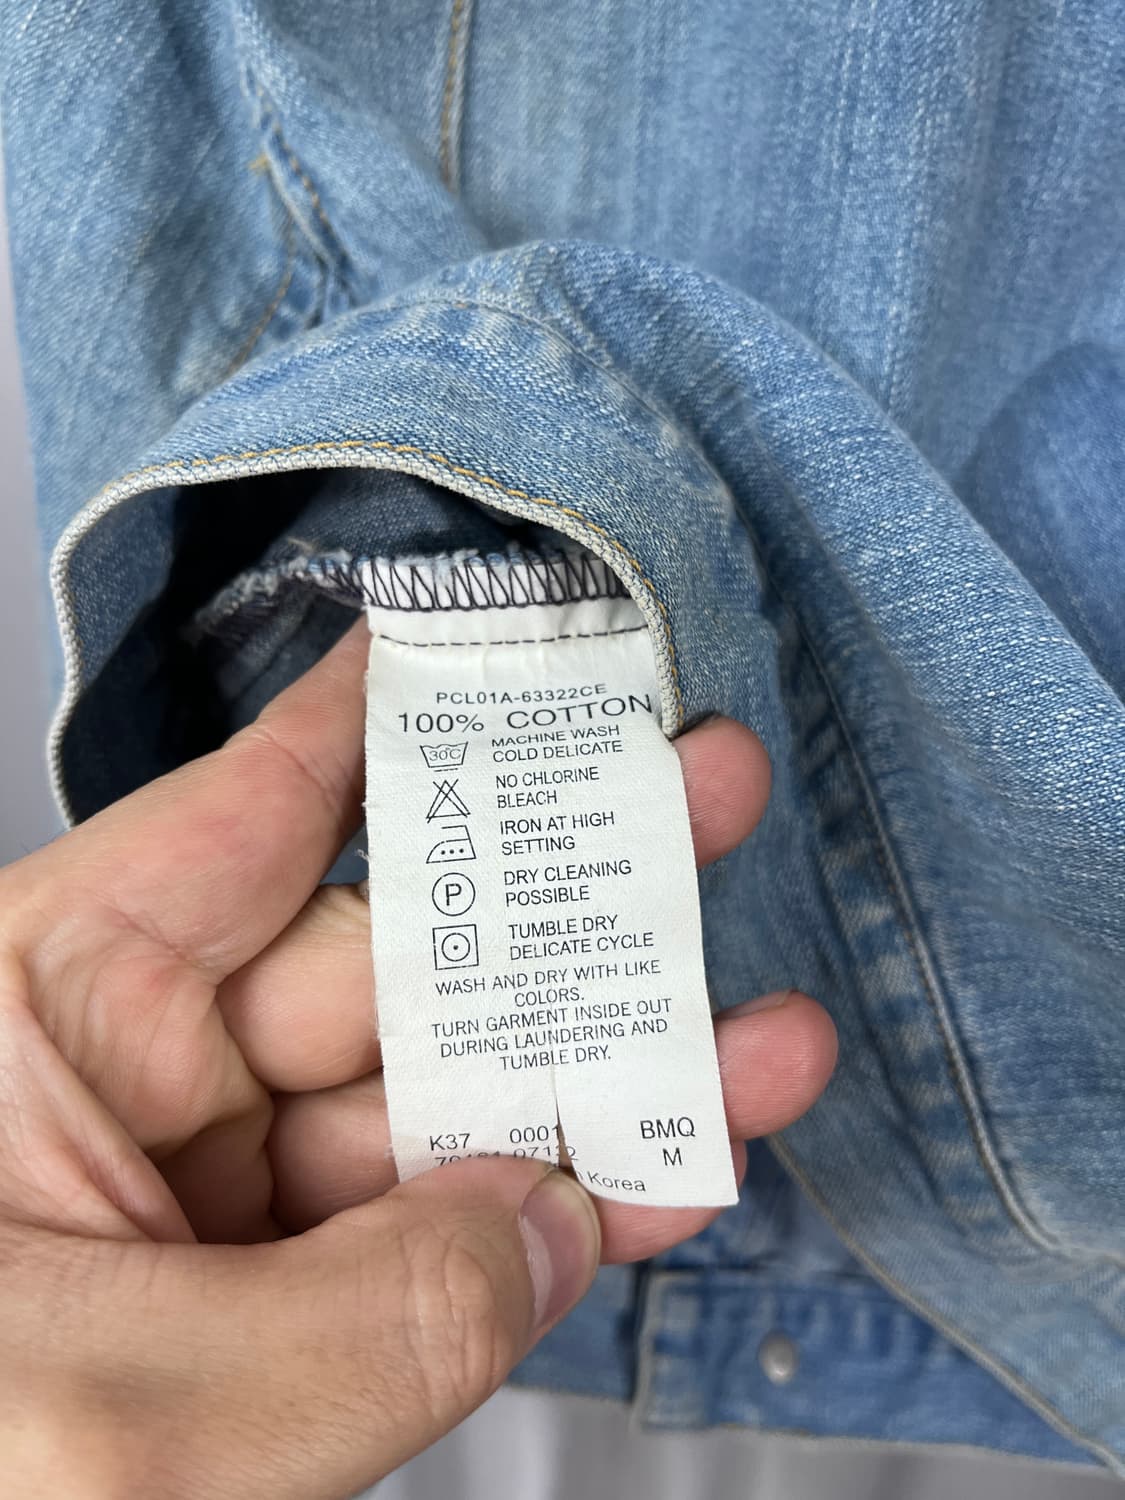 PCL01A-63322CE
100% COTTON
30C MACHINE WASH
COLD DELICATE
NO CHLORINE
BLEACH
IRON AT HIGH
SETTING
P DRY CLEANING
POSSIBLE
TUMBLE DRY
DELICATE CYCLE
WASH AND DRY WITH LIKE
COLORS.
TURN GARMENT INSIDE OUT
DURING LAUNDERING AND
TUMBLE DRY.
K37 0001 BMQ
M
Korea